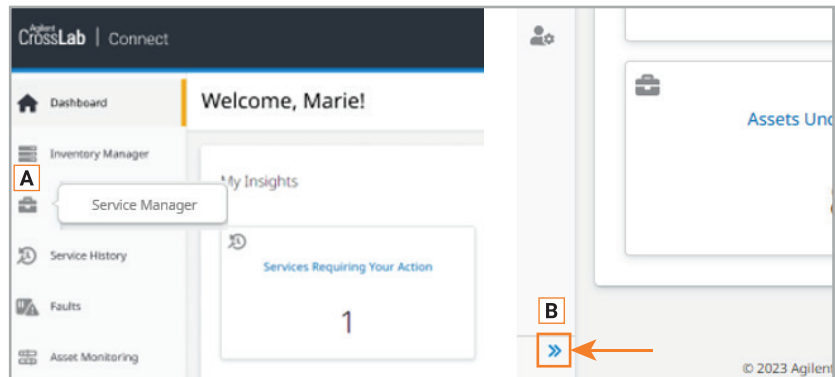 Agilent
CrossLab | Connect
Dashboard
Welcome, Marie!
Inventory Manager
A
My Insights
Service Manager
Service History
Services Requiring Your Action
Faults
1
Asset Monitoring
Assets Und
B
© 2023 Agilent